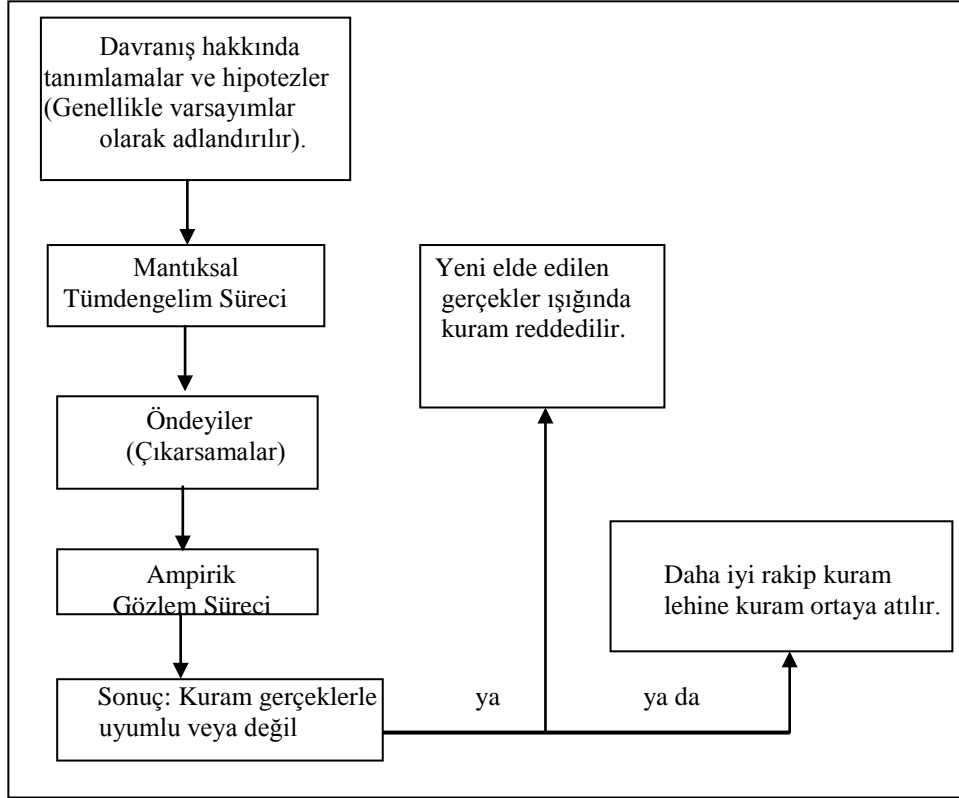 Davranış hakkında
tanımlamalar ve hipotezler
(Genellikle varsayımlar
olarak adlandırılır).
Mantıksal
Tümdengelim Süreci
Yeni elde edilen
gerçekler ışığında
kuram reddedilir.
Öndeyiler
(Çıkarsamalar)
Ampirik
Gözlem Süreci
Daha iyi rakip kuram
lehine kuram ortaya atılır.
Sonuç: Kuram gerçeklerle
uyumlu veya değil
ya
ya da